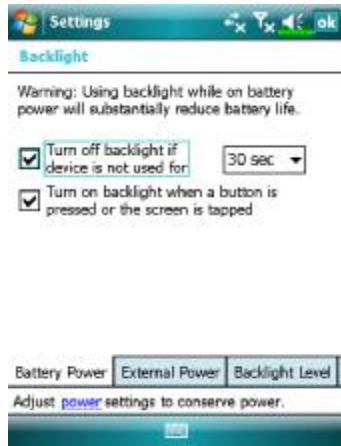 Settings
ok
Backlight
Warning: Using backlight while on battery
power will substantially reduce battery life.
Turn off backlight if
device is not used for
30 sec
Turn on backlight when a button is
pressed or the screen is tapped
Battery Power
External Power
Backlight Level
Adjust power settings to conserve power.